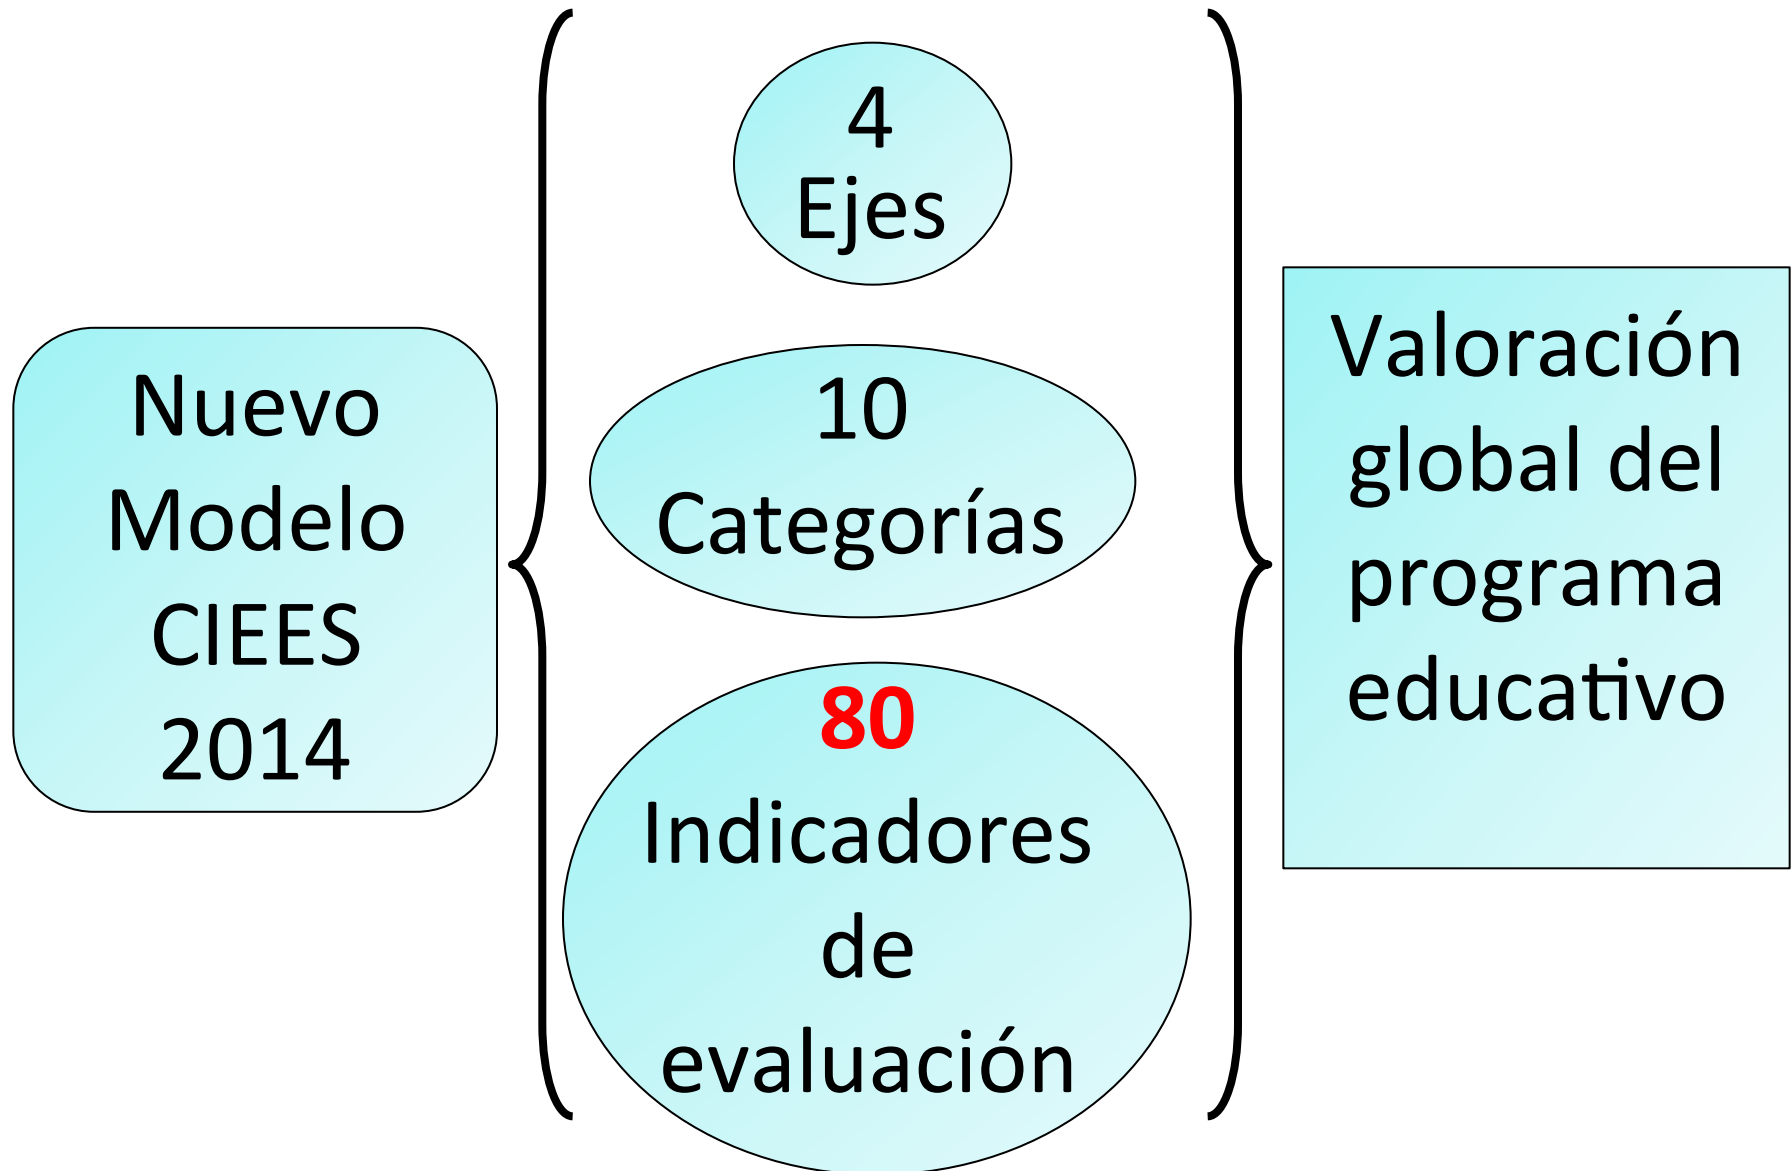 Nuevo
Modelo
CIEES
2014
4
Ejes
10
Categorías
80
Indicadores
de
evaluación
Valoración
global del
programa
educativo